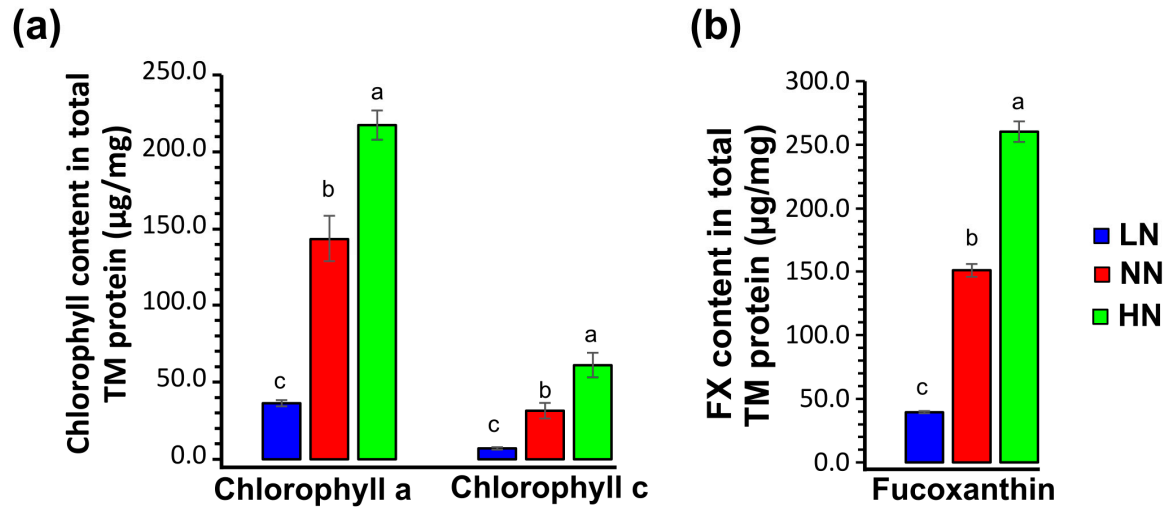 (a)
Chlorophyll content in total
TM protein (µg/mg)
250.0
200.0
150.0
100.0
50.0
0.0
c
b
a
c
b
a
Chlorophyll a
Chlorophyll c
(b)
FX content in total
TM protein (µg/mg)
300.0
250.0
200.0
150.0
100.0
50.0
0.0
c
b
a
Fucoxanthin
LN
NN
HN